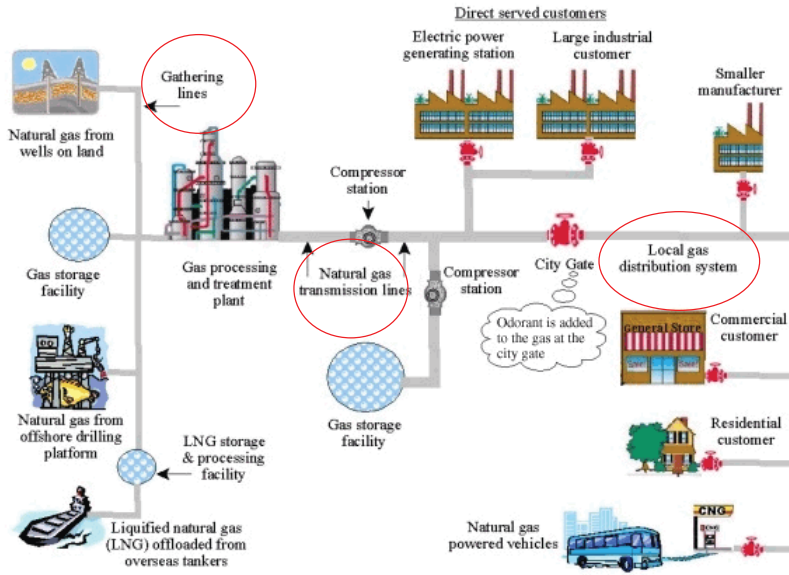 Direct served customers
Electric power
generating station
Large industrial
customer
Smaller
manufacturer
Gathering
lines
Natural gas from
wells on land
Compressor
station
Gas storage
facility
Gas processing
and treatment
plant
Natural gas
transmission lines
Compressor
station
City Gate
Local gas
distribution system
Odorant is added
to the gas at the
city gate
General Store
Commercial
customer
Natural gas from
offshore drilling
platform
Gas storage
facility
LNG storage
& processing
facility
Residential
customer
Liquified natural gas
(LNG) offloaded from
overseas tankers
Natural gas
powered vehicles
CNG